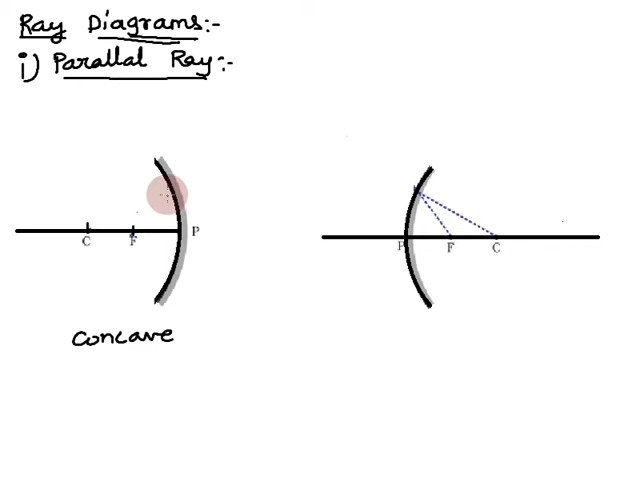 Ray Diagrams:-
i) Parallal Ray:-
C F P
P F C
concave